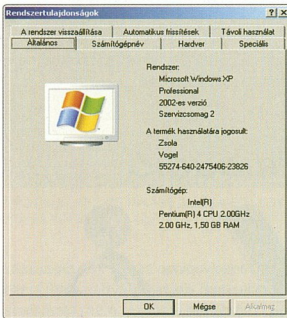 Rendszertulajdonságok
A rendszer visszaállítása
Automatikus frissítések
Távoli használat
Általános
Számítógépnév
Hardver
Speciális
Rendszer:
Microsoft Windows XP
Professional
2002-es verzió
Szervizcsomag 2
A termék használatára jogosult:
Zsola
Vogel
55274-640-2475406-23826
Számítógép:
Intel(R)
Pentium(R) 4 CPU 2.00GHz
2.00 GHz, 1,50 GB RAM
OK
Mégse
Alkalmaz